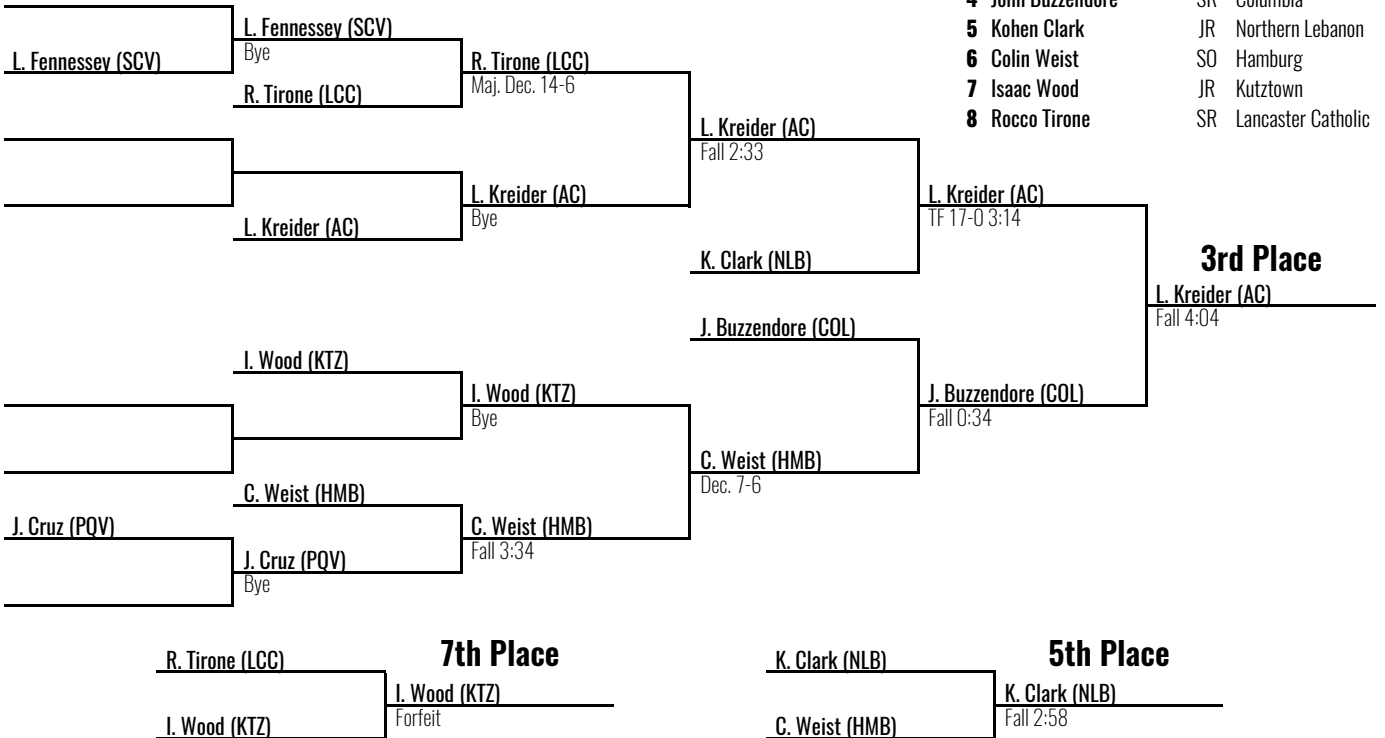 4 John Buzzendore SR Columbia
5 Kohen Clark JR Northern Lebanon
6 Colin Weist SO Hamburg
7 Isaac Wood JR Kutztown
8 Rocco Tirone SR Lancaster Catholic
L. Fennessey (SCV)
L. Fennessey (SCV)
Bye
R. Tirone (LCC)
R. Tirone (LCC)
Maj. Dec. 14-6
L. Kreider (AC)
L. Kreider (AC)
Bye
L. Kreider (AC)
Fall 2:33
K. Clark (NLB)
L. Kreider (AC)
TF 17-0 3:14
3rd Place
L. Kreider (AC)
Fall 4:04
J. Buzzendore (COL)
I. Wood (KTZ)
I. Wood (KTZ)
Bye
J. Buzzendore (COL)
Fall 0:34
C. Weist (HMB)
Dec. 7-6
C. Weist (HMB)
J. Cruz (PQV)
J. Cruz (PQV)
Bye
C. Weist (HMB)
Fall 3:34
7th Place
R. Tirone (LCC)
I. Wood (KTZ)
Forfeit
I. Wood (KTZ)
5th Place
K. Clark (NLB)
K. Clark (NLB)
Fall 2:58
C. Weist (HMB)